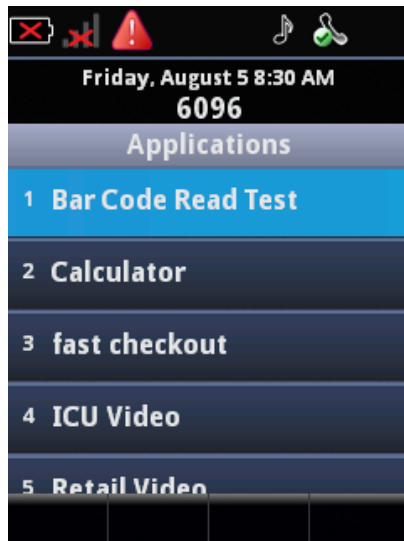 Friday, August 5 8:30 AM
6096
Applications
1 Bar Code Read Test
2 Calculator
3 fast checkout
4 ICU Video
5 Retail Video